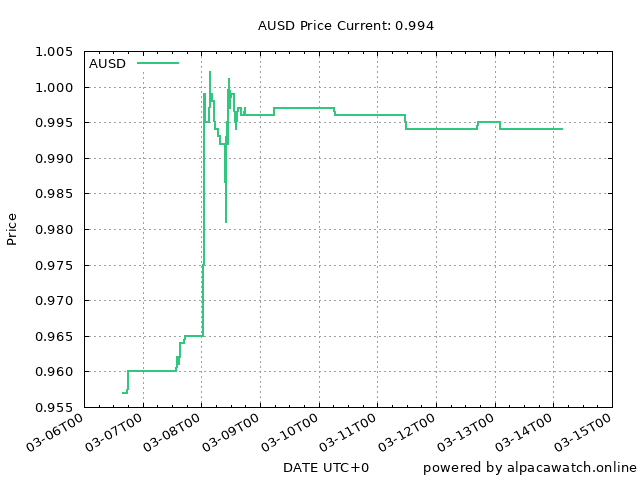 AUSD Price Current: 0.994
1.005
AUSD
1.000
0.995
0.990
0.985
0.980
0.975
0.970
0.965
0.960
0.955
Price
03-06T00 03-07T00 03-08T00 03-09T00 03-10T00 03-11T00 03-12T00 03-13T00 03-14T00 03-15T00
DATE UTC+0
powered by alpacawatch.online